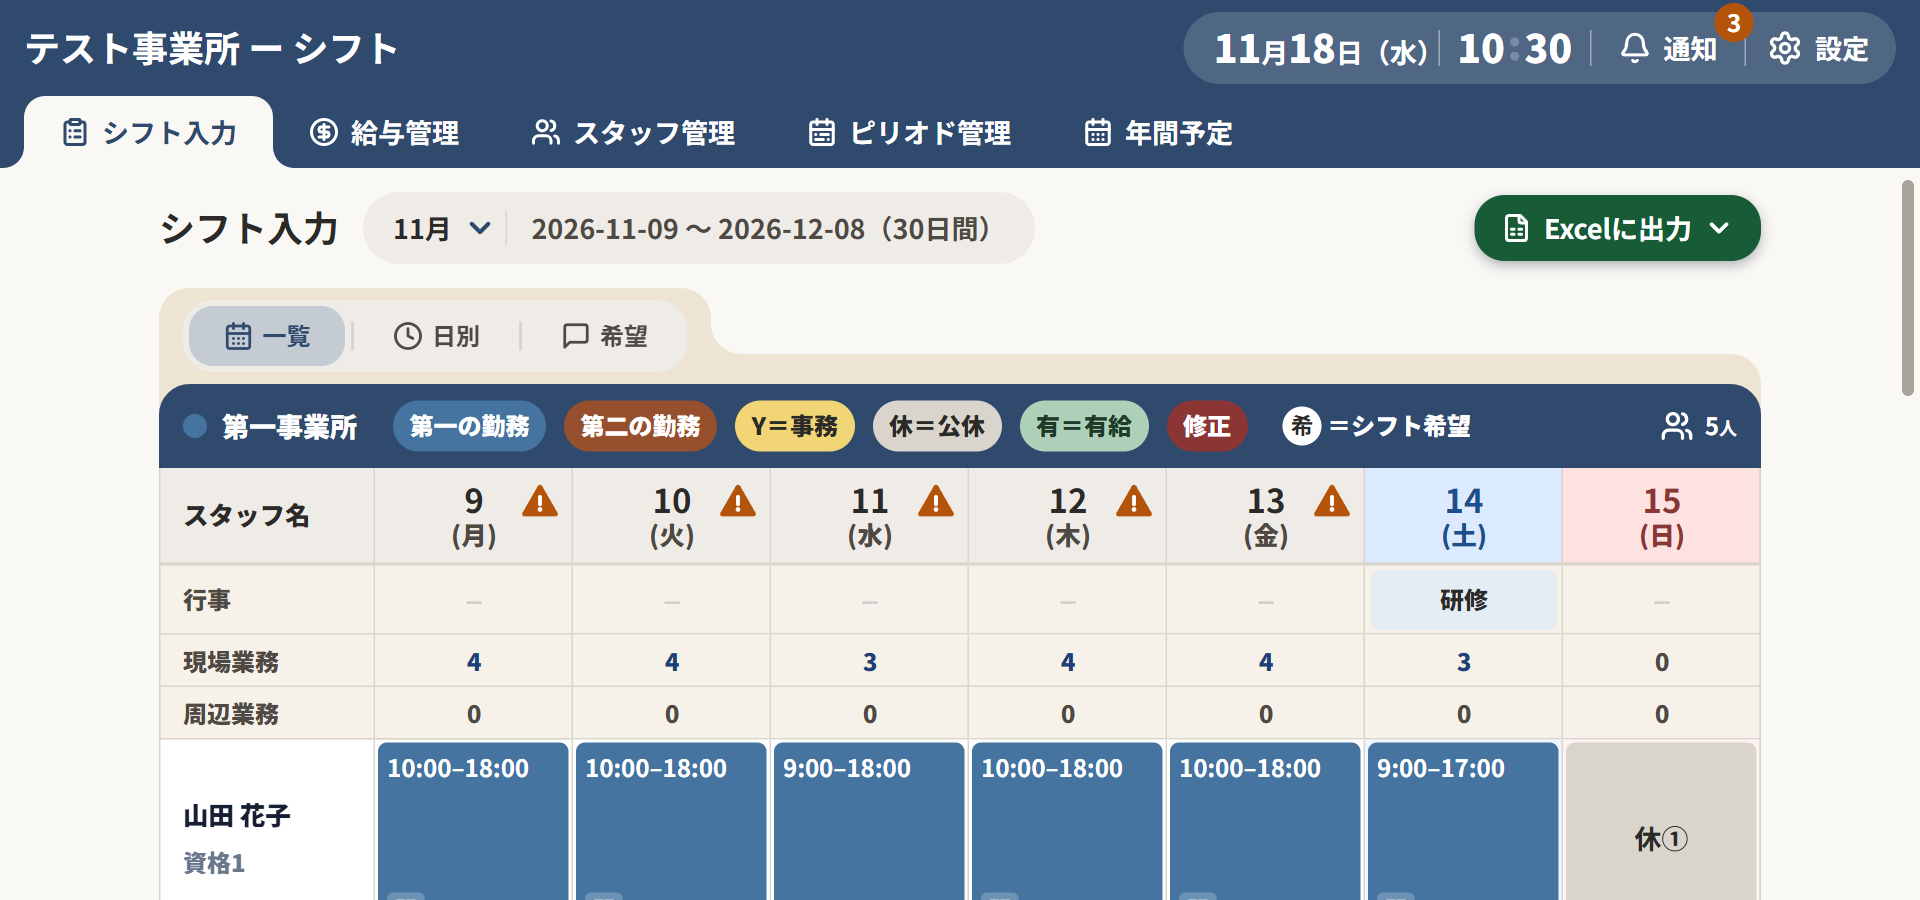 テスト事業所 ー シフト
11月18日（水） 10:30 通知 3 設定
シフト入力 給与管理 スタッフ管理 ピリオド管理 年間予定
シフト入力 11月 2026-11-09 〜 2026-12-08（30日間） Excelに出力
一覧 日別 希望
第一事業所 第一の勤務 第二の勤務 Y＝事務 休＝公休 有＝有給 修正 希 ＝シフト希望 5人
スタッフ名 9 10 11 12 13 14 15
(月) (火) (水) (木) (金) (土) (日)
行事 – – – – – 研修 –
現場業務 4 4 3 4 4 3 0
周辺業務 0 0 0 0 0 0 0
10:00–18:00 10:00–18:00 9:00–18:00 10:00–18:00 10:00–18:00 9:00–17:00
山田 花子
休①
資格1